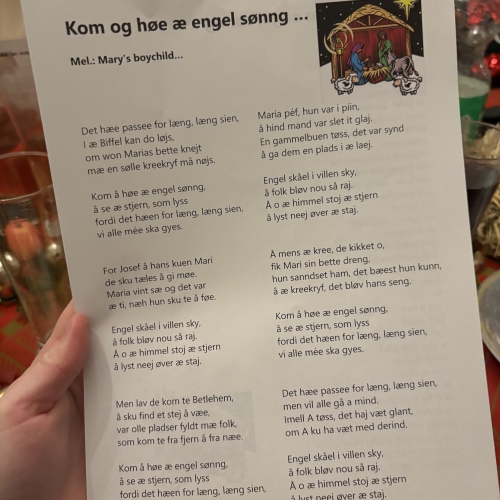 Kom og høe æ engel sønng ...
Mel.: Mary's boychild...
Det hæe passee for læng, læng sien,
I æ Biffel kan do løjs,
om won Marias bette knejt
mæ en sølle kreekryf må nøjs.
Kom å høe æ engel sønng,
å se æ stjern, som lyss
fordi det hæen for læng, læng sien,
vi alle mée ska gyes.
For Josef å hans kuen Mari
de sku tæles å gi møe.
Maria vint sæ og det var
æ ti, næh hun sku te å føe.
Engel skåel i villen sky,
å folk bløv nou så raj.
Å o æ himmel stoj æ stjern
å lyst neej øver æ staj.
Men lav de kom te Betlehem,
å sku find et stej å væe,
var olle pladser fyldt mæ folk,
som kom te fra fjern å fra næe.
Kom å høe æ engel sønng,
å se æ stjern, som lyss
fordi det hæen for læng, læng sien,
Maria péf, hun var i piin,
å hind mand var slet it glaj.
En gammelbuen tøss, det var synd
å ga dem en plads i æ laej.
Engel skåel i villen sky,
å folk bløv nou så raj.
Å o æ himmel stoj æ stjern
å lyst neej øver æ staj.
Å mens æ kree, de kikket o,
fik Mari sin bette dreng,
hun sanndset ham, det bæest hun kunn,
å æ kreekryf, det bløv hans seng.
Kom å høe æ engel sønng,
å se æ stjern, som lyss
fordi det hæen for læng, læng sien,
vi alle mée ska gyes.
Det hæe passee for læng, læng sien,
men vil alle gå a mind.
Imell A tøss, det haj væt glant,
om A ku ha væt med derind.
Engel skåel i villen sky,
å folk bløv nou så raj.
Å o æ himmel stoj æ stjern
å lyst neej øver æ staj.